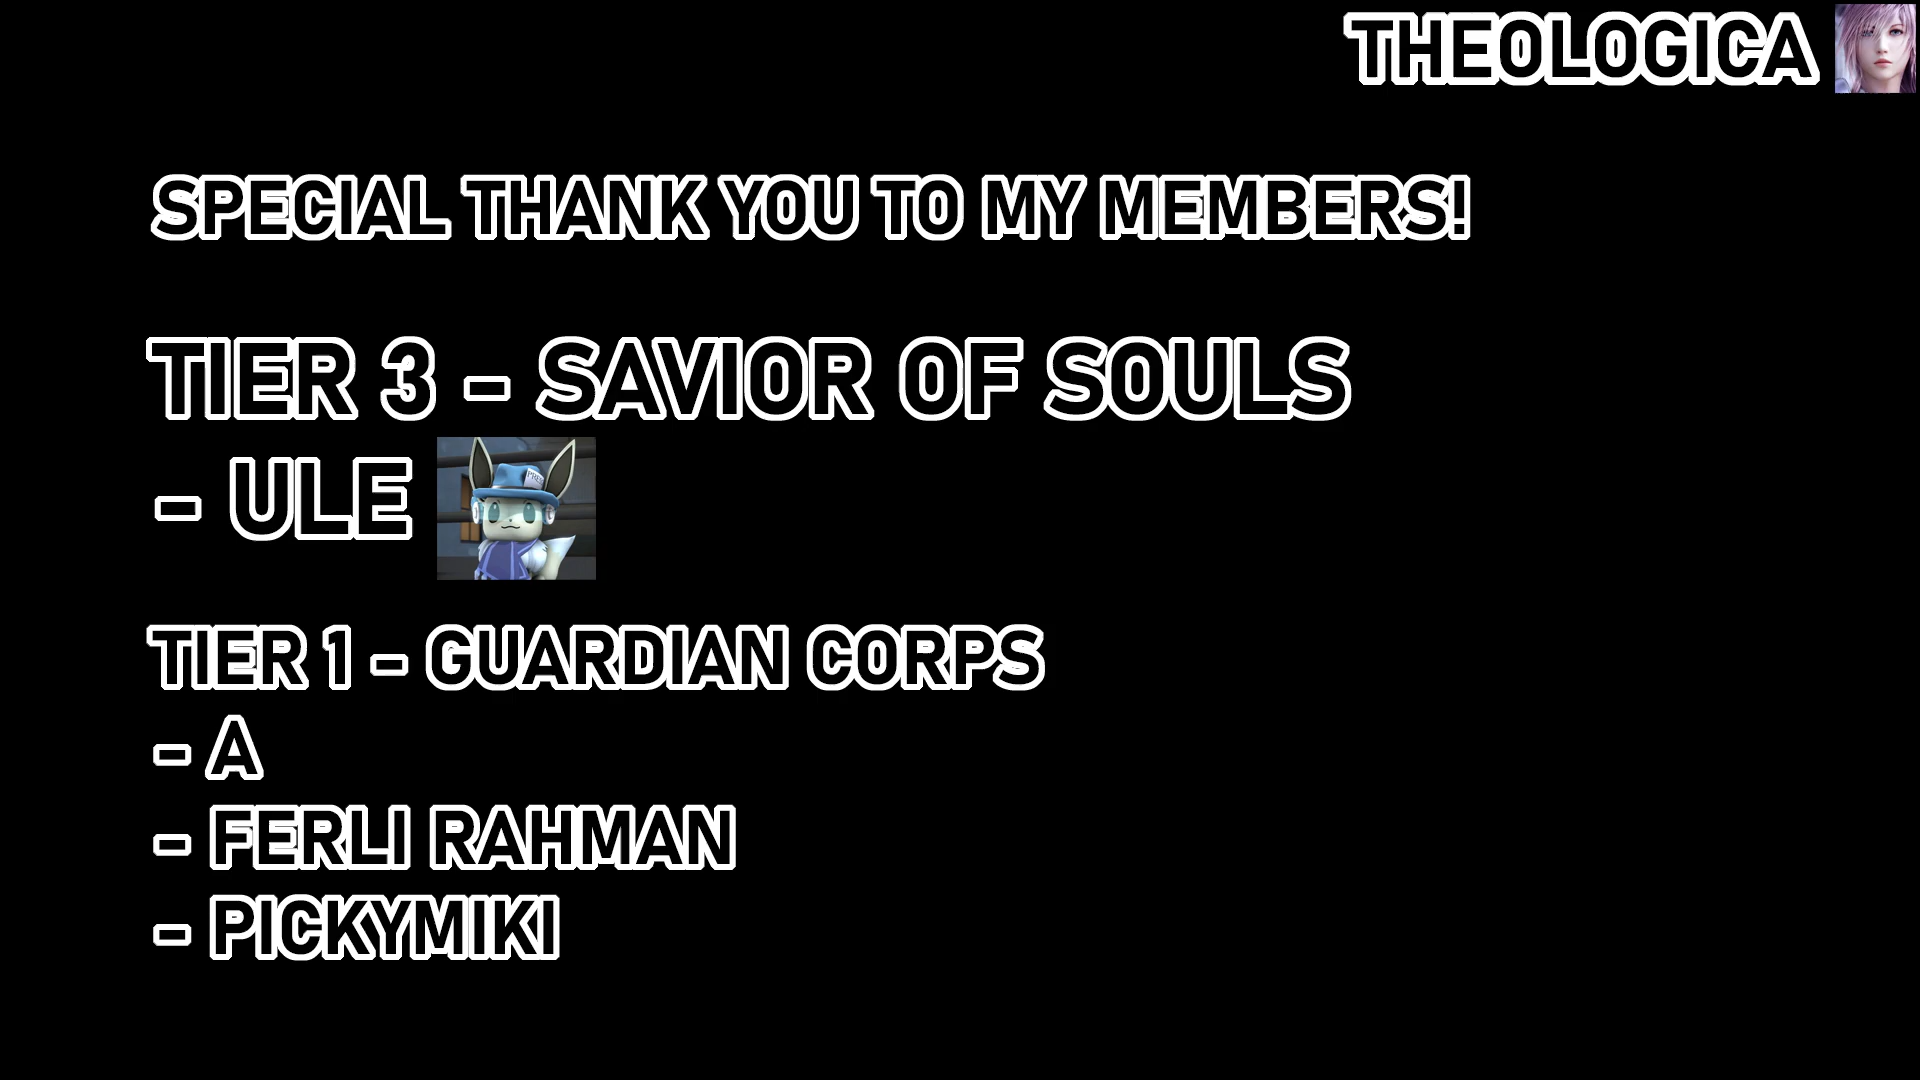 THEOLOGICA
SPECIAL THANK YOU TO MY MEMBERS!
TIER 3 - SAVIOR OF SOULS
- ULE
TIER 1 - GUARDIAN CORPS
- A
- FERLI RAHMAN
- PICKYMIKI